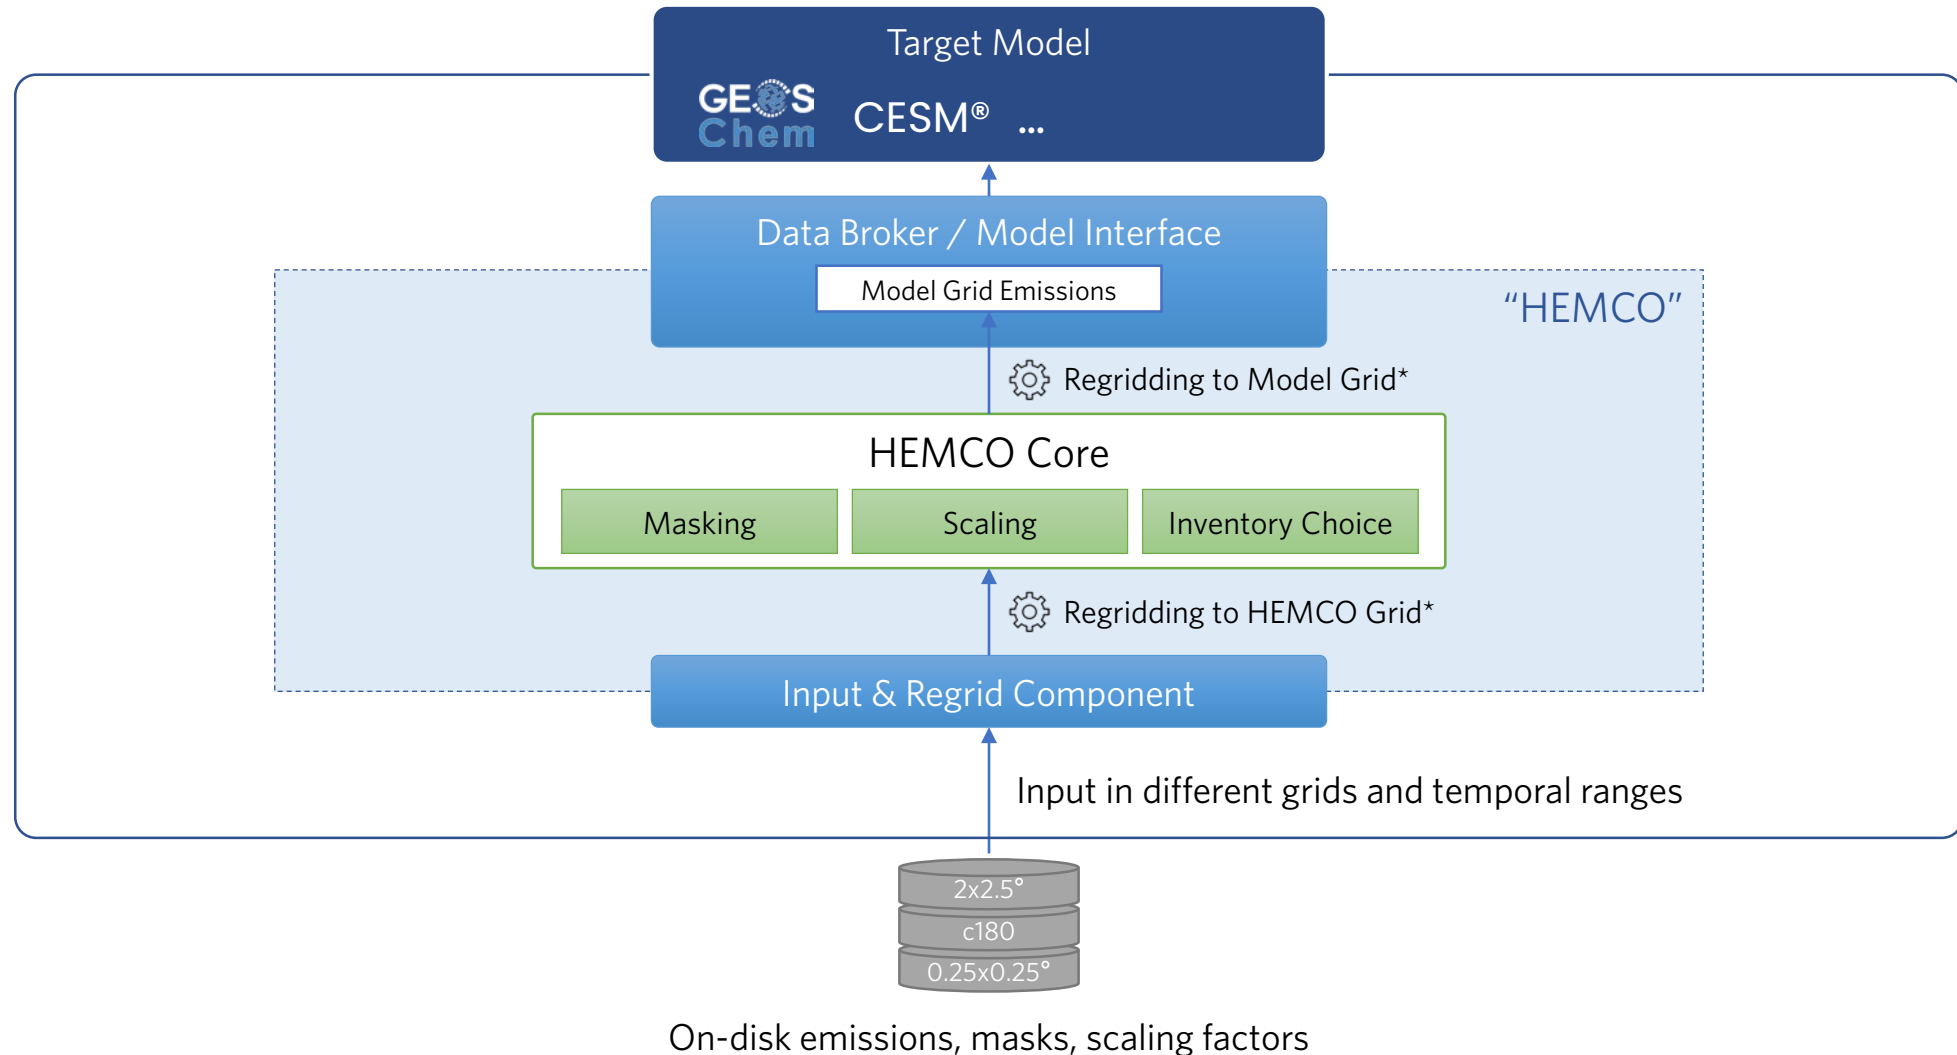 Target Model
GEOS
Chem
CESM® ...
Data Broker / Model Interface
Model Grid Emissions
“HEMCO”
Regridding to Model Grid*
HEMCO Core
Masking
Scaling
Inventory Choice
Regridding to HEMCO Grid*
Input & Regrid Component
Input in different grids and temporal ranges
2x2.5°
c180
0.25x0.25°
On-disk emissions, masks, scaling factors